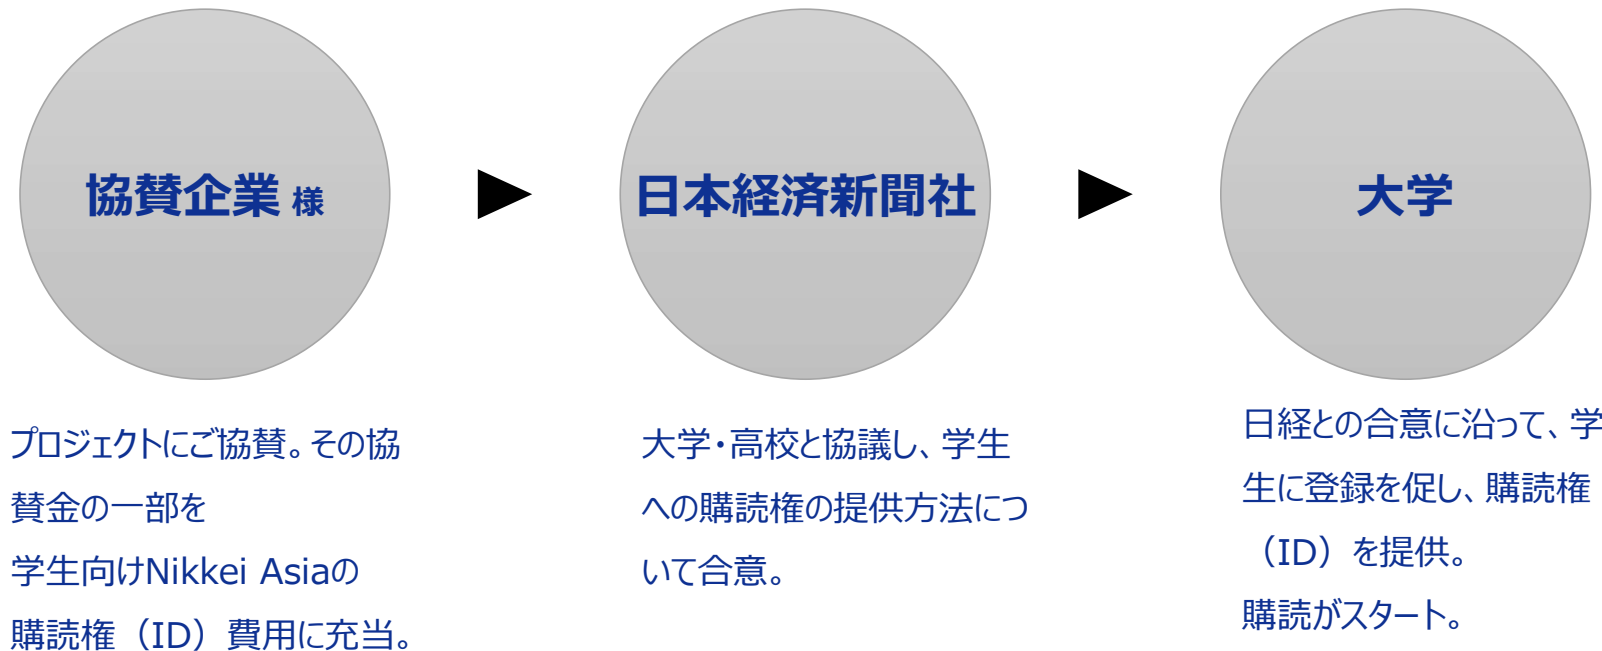 協賛企業 様
日本経済新聞社
大学
プロジェクトにご協賛。その協
賛金の一部を
学生向けNikkei Asiaの
購読権（ID）費用に充当。
大学・高校と協議し、学生
への購読権の提供方法につ
いて合意。
日経との合意に沿って、学
生に登録を促し、購読権
（ID）を提供。
購読がスタート。